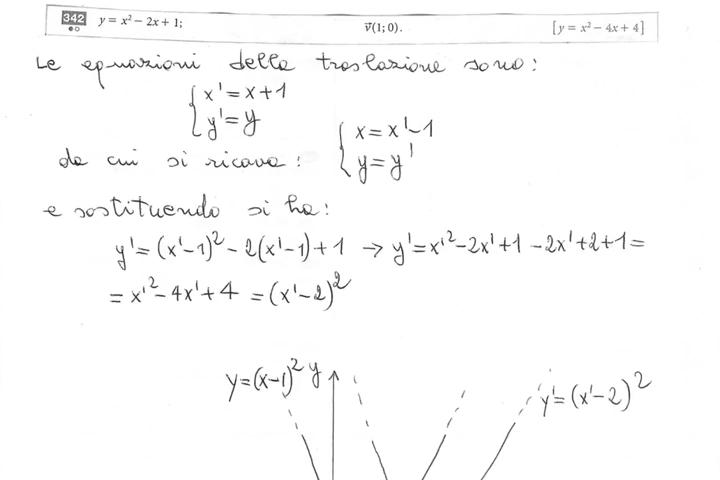 342 y = x² − 2x + 1; v⃗(1; 0). [y = x² − 4x + 4]
Le equazioni della traslazione sono:
{ x' = x+1
{ y' = y
da cui si ricava: { x = x'−1
{ y = y'
e sostituendo si ha:
y' = (x'−1)² − 2(x'−1) + 1 → y' = x'² − 2x' + 1 − 2x' + 2 + 1 =
= x'² − 4x' + 4 = (x'−2)²
y = (x−1)² y y' = (x'−2)²